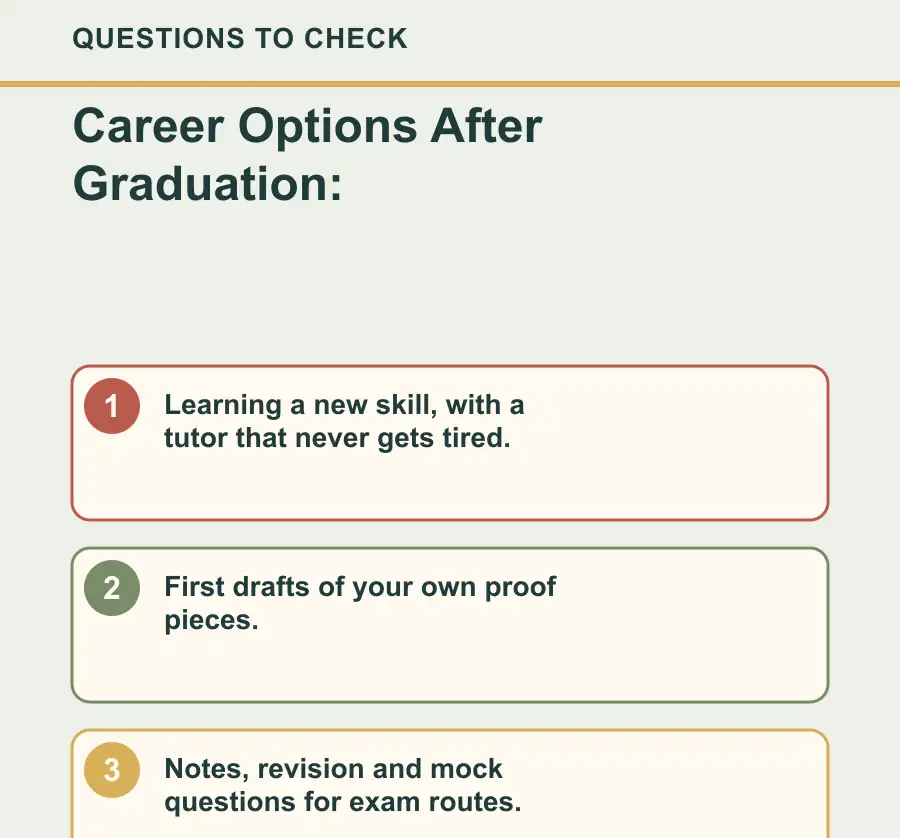 QUESTIONS TO CHECK
Career Options After
Graduation:
1
Learning a new skill, with a
tutor that never gets tired.
2
First drafts of your own proof
pieces.
3
Notes, revision and mock
questions for exam routes.